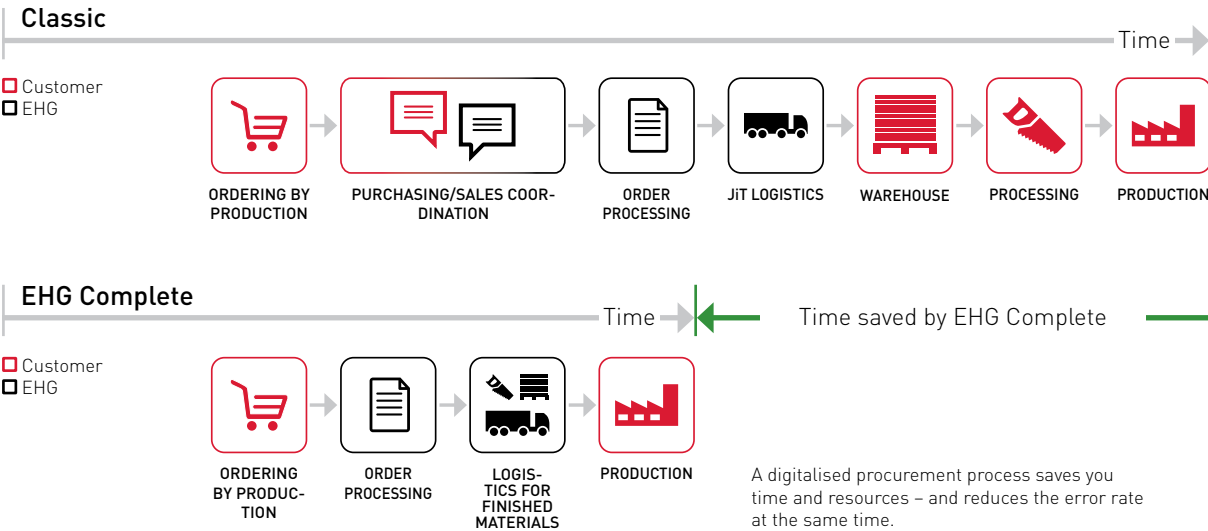 Classic
Time
Customer
EHG
ORDERING BY
PRODUCTION
PURCHASING/SALES COOR-
DINATION
ORDER
PROCESSING
JiT LOGISTICS
WAREHOUSE
PROCESSING
PRODUCTION
EHG Complete
Time
Time saved by EHG Complete
Customer
EHG
ORDERING
BY PRODUC-
TION
ORDER
PROCESSING
LOGIS-
TICS FOR
FINISHED
MATERIALS
PRODUCTION
A digitalised procurement process saves you
time and resources – and reduces the error rate
at the same time.